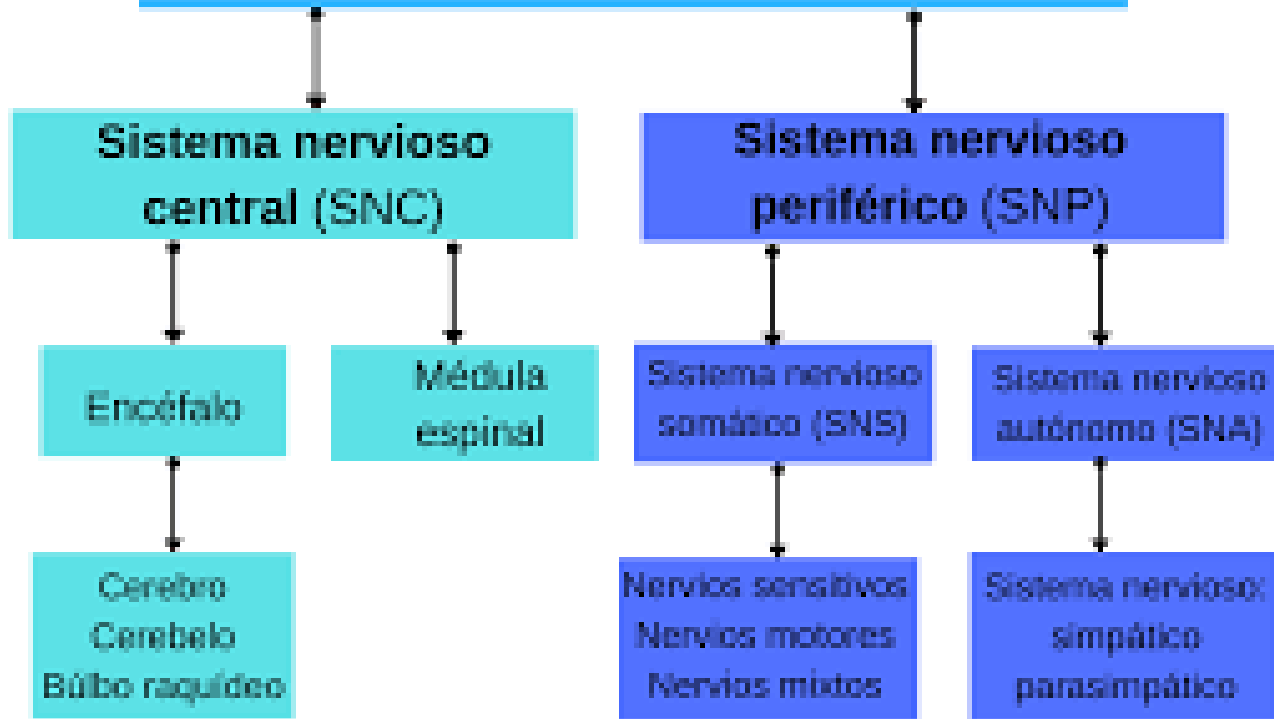 Sistema nervioso
central (SNC)
Sistema nervioso
periférico (SNP)
Encéfalo
Médula
espinal
Sistema nervioso
somático (SNS)
Sistema nervioso
autónomo (SNA)
Cerebro
Cerebelo
Búlbo raquídeo
Nervios sensitivos
Nervios motores
Nervios mixtos
Sistema nervioso:
simpático
parasimpático